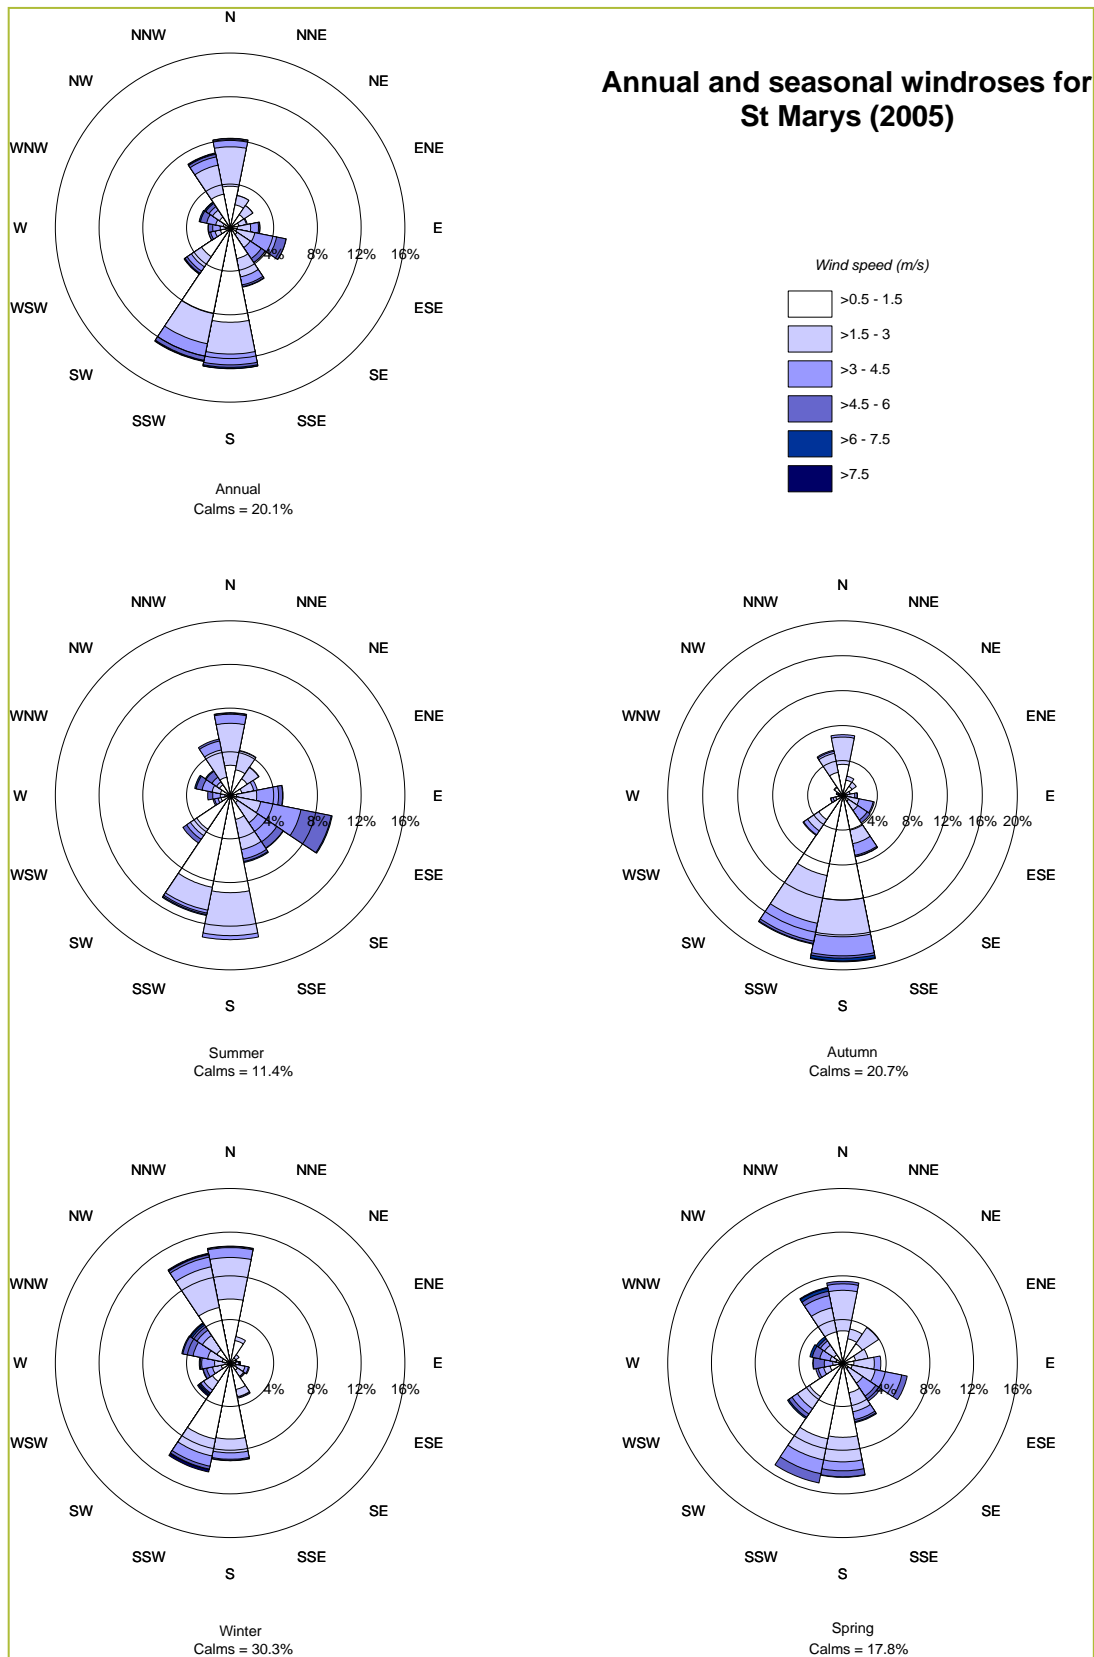 Annual and seasonal windroses for
St Marys (2005)
N
NNW NNE
NW NE
WNW ENE
W E
4% 8% 12% 16%
WSW ESE
SW SE
SSW SSE
S
Annual
Calms = 20.1%
Wind speed (m/s)
>0.5 - 1.5
>1.5 - 3
>3 - 4.5
>4.5 - 6
>6 - 7.5
>7.5
N
NNW NNE
NW NE
WNW ENE
W E
4% 8% 12% 16%
WSW ESE
SW SE
SSW SSE
S
Summer
Calms = 11.4%
N
NNW NNE
NW NE
WNW ENE
W E
4% 8% 12% 16% 20%
WSW ESE
SW SE
SSW SSE
S
Autumn
Calms = 20.7%
N
NNW NNE
NW NE
WNW ENE
W E
4% 8% 12% 16%
WSW ESE
SW SE
SSW SSE
S
Winter
Calms = 30.3%
N
NNW NNE
NW NE
WNW ENE
W E
4% 8% 12% 16%
WSW ESE
SW SE
SSW SSE
S
Spring
Calms = 17.8%